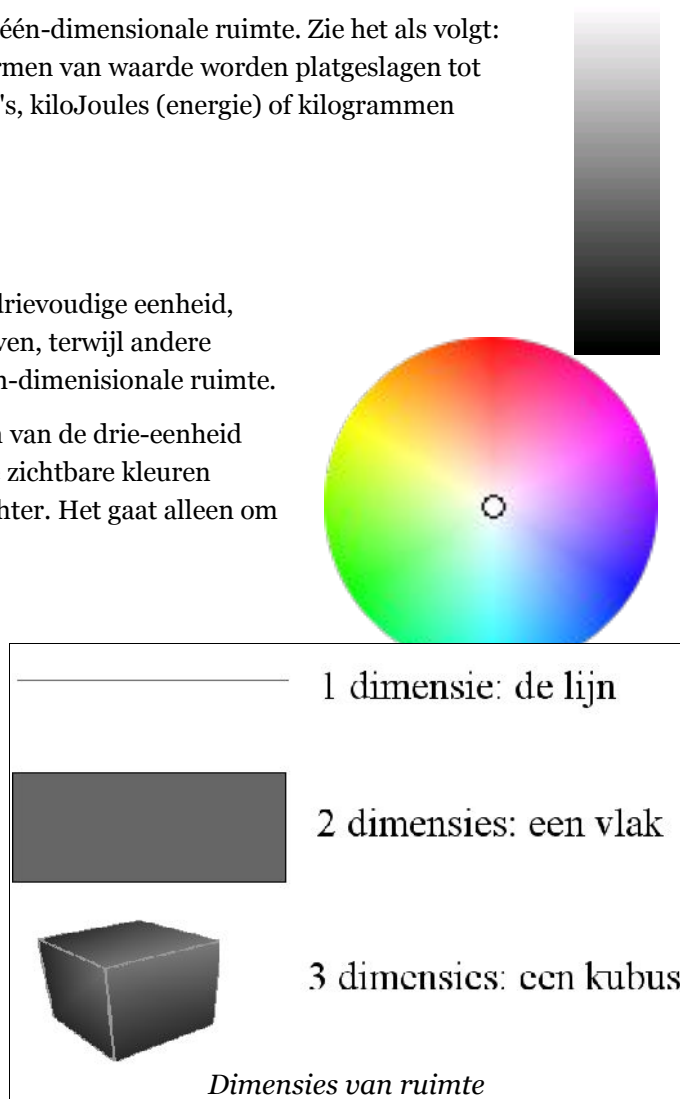 één-dimensionale ruimte. Zie het als volgt:
rmen van waarde worden platgeslagen tot
's, kiloJoules (energie) of kilogrammen
drievoudige eenheid,
ven, terwijl andere
n-dimenisionale ruimte.
n van de drie-eenheid
zichtbare kleuren
hter. Het gaat alleen om
1 dimensie: de lijn
2 dimensies: een vlak
3 dimensies: een kubus
Dimensies van ruimte